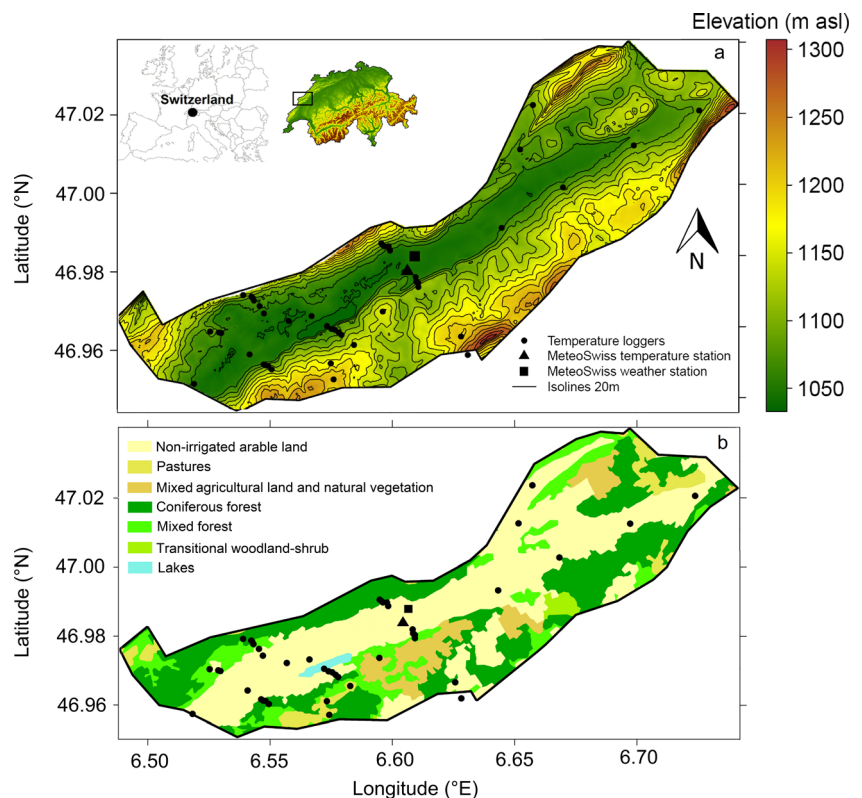 Elevation (m asl)
a
Switzerland
1300
1250
1200
1150
1100
1050
47.02
47.00
46.98
46.96
Latitude (°N)
N
Temperature loggers
MeteoSwiss temperature station
MeteoSwiss weather station
Isolines 20m
b
Non-irrigated arable land
Pastures
Mixed agricultural land and natural vegetation
Coniferous forest
Mixed forest
Transitional woodland-shrub
Lakes
47.02
47.00
46.98
46.96
Latitude (°N)
6.50 6.55 6.60 6.65 6.70
Longitude (°E)